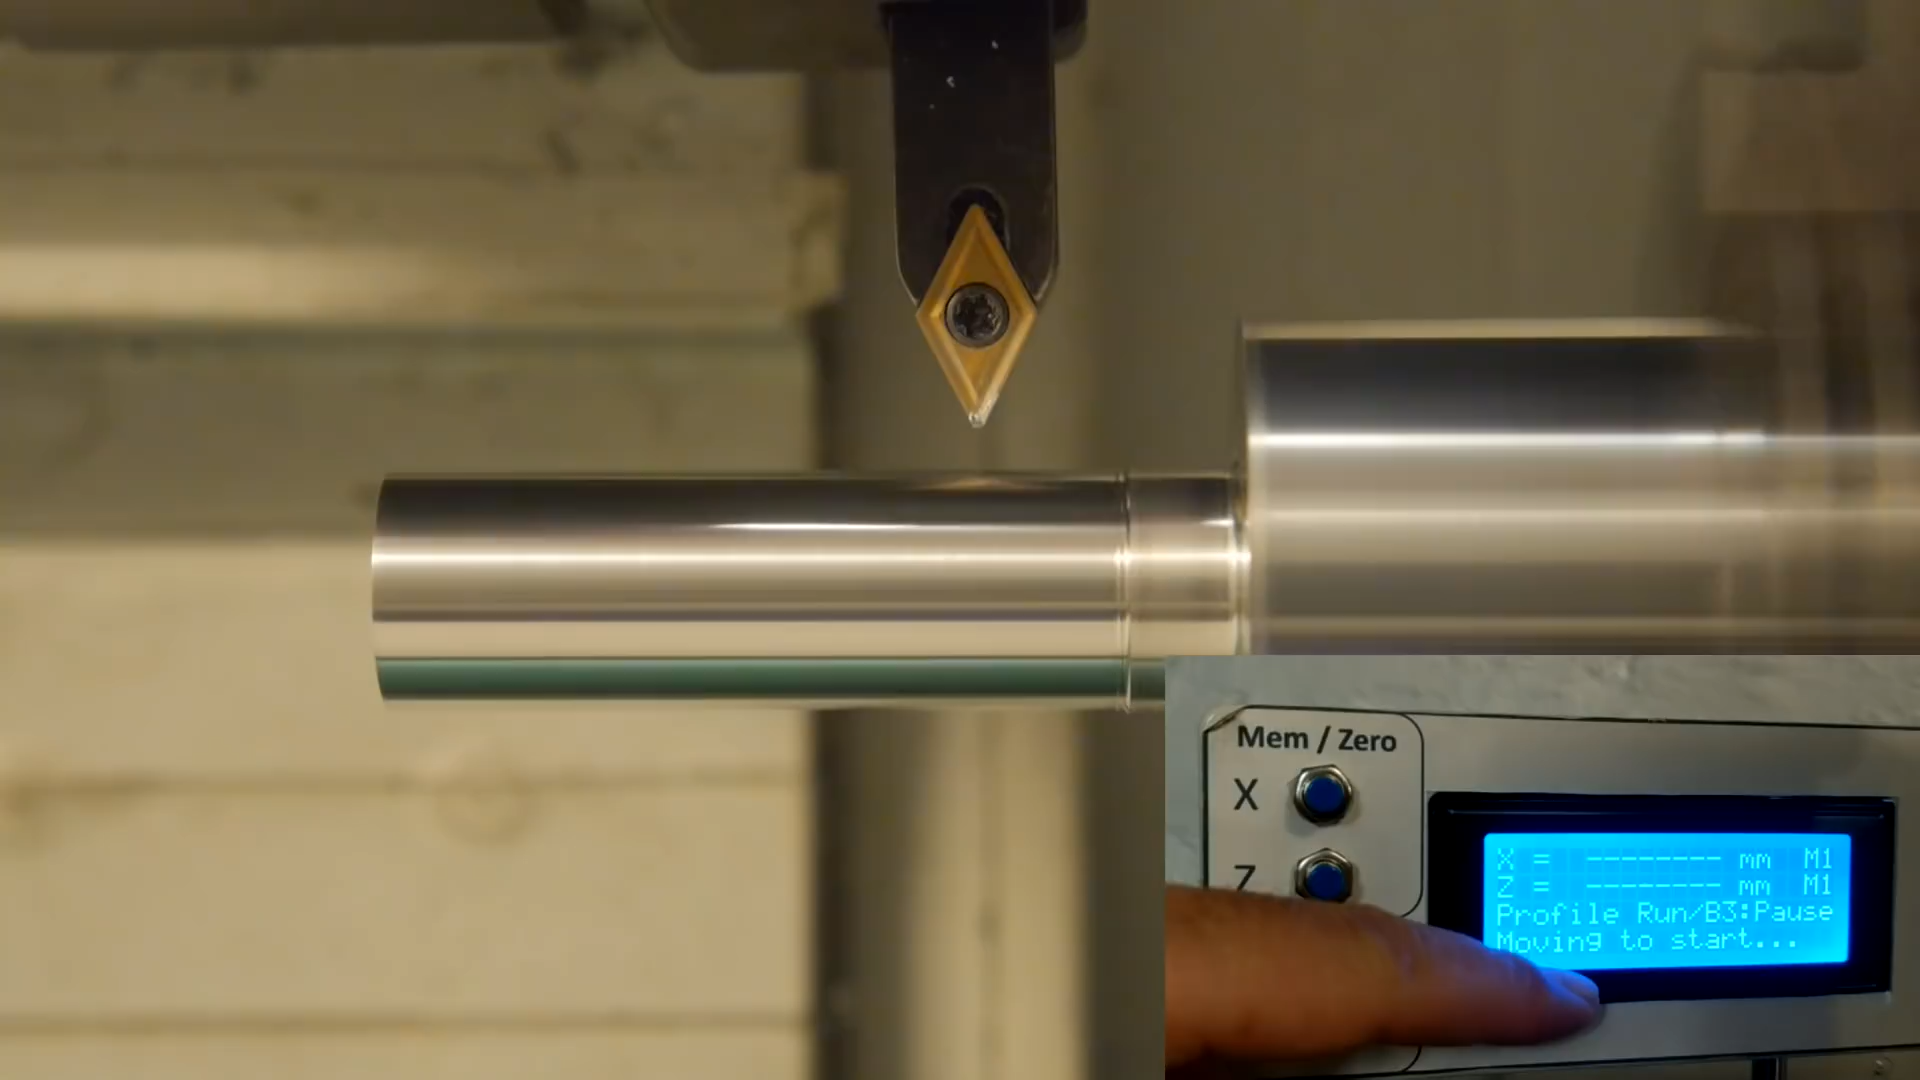 Mem / Zero
X
Z
X = -------- mm M1
Z = -------- mm M1
Profile Run/B3:Pause
Moving to start...